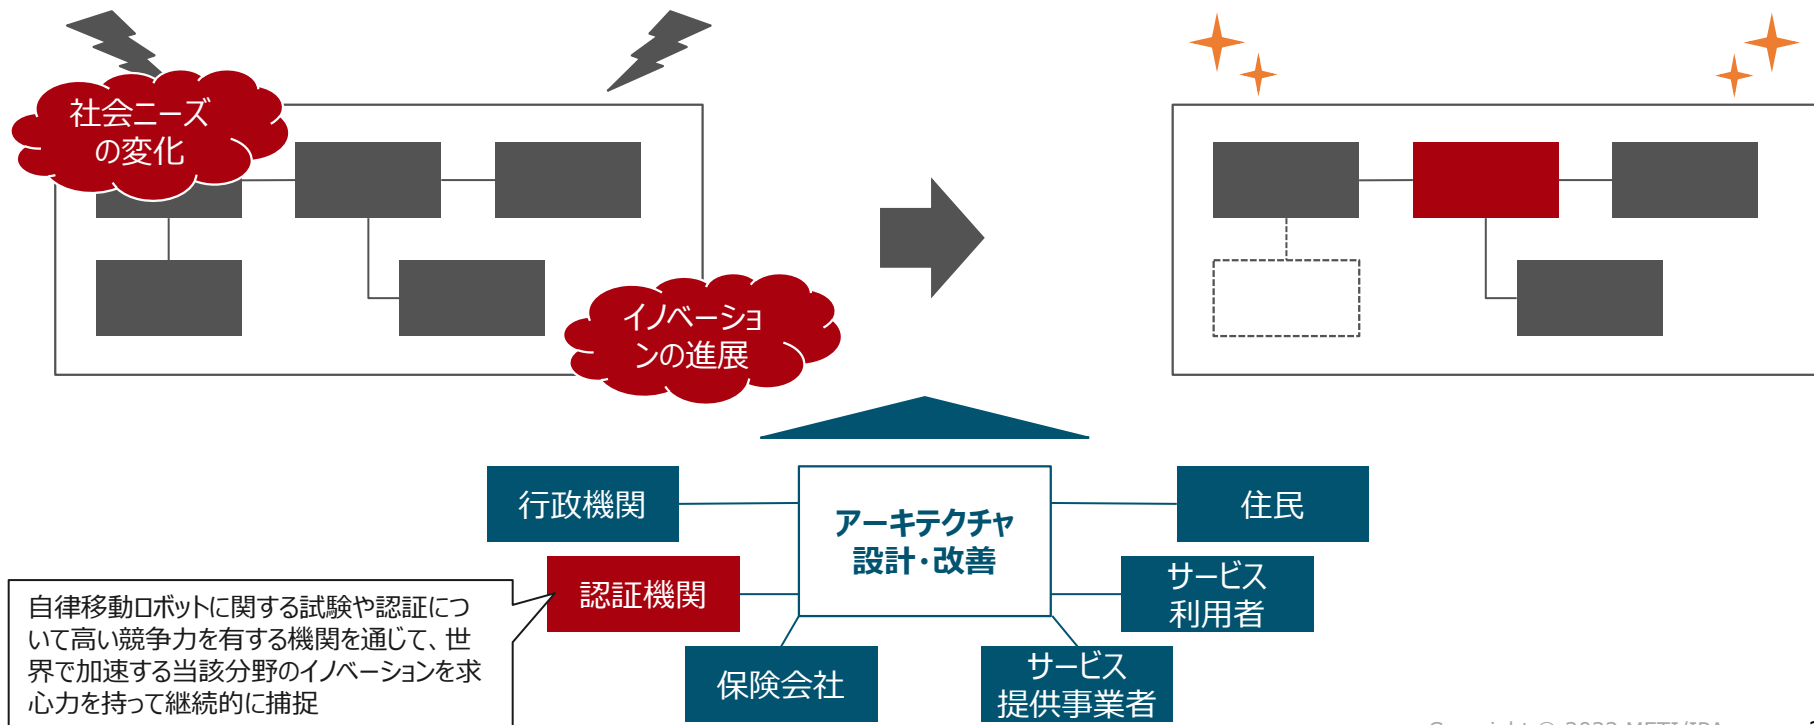 社会ニーズ
の変化
イノベーショ
ンの進展
行政機関
アーキテクチャ
設計・改善
住民
認証機関
サービス
利用者
自律移動ロボットに関する試験や認証につ
いて高い競争力を有する機関を通じて、世
界で加速する当該分野のイノベーションを求
心力を持って継続的に捕捉
保険会社
サービス
提供事業者